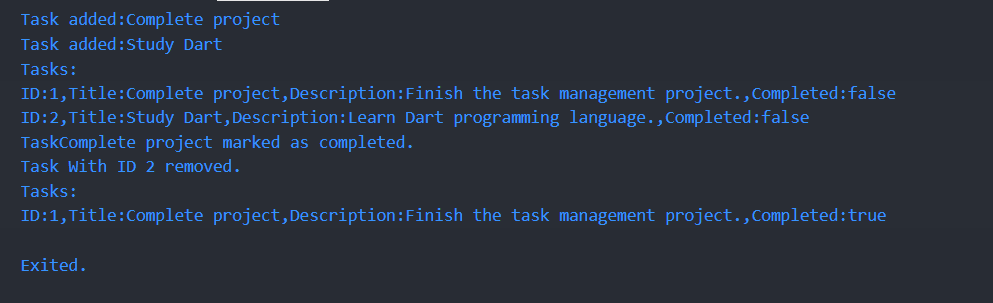 Task added:Complete project
Task added:Study Dart
Tasks:
ID:1,Title:Complete project,Description:Finish the task management project.,Completed:false
ID:2,Title:Study Dart,Description:Learn Dart programming language.,Completed:false
TaskComplete project marked as completed.
Task With ID 2 removed.
Tasks:
ID:1,Title:Complete project,Description:Finish the task management project.,Completed:true
Exited.